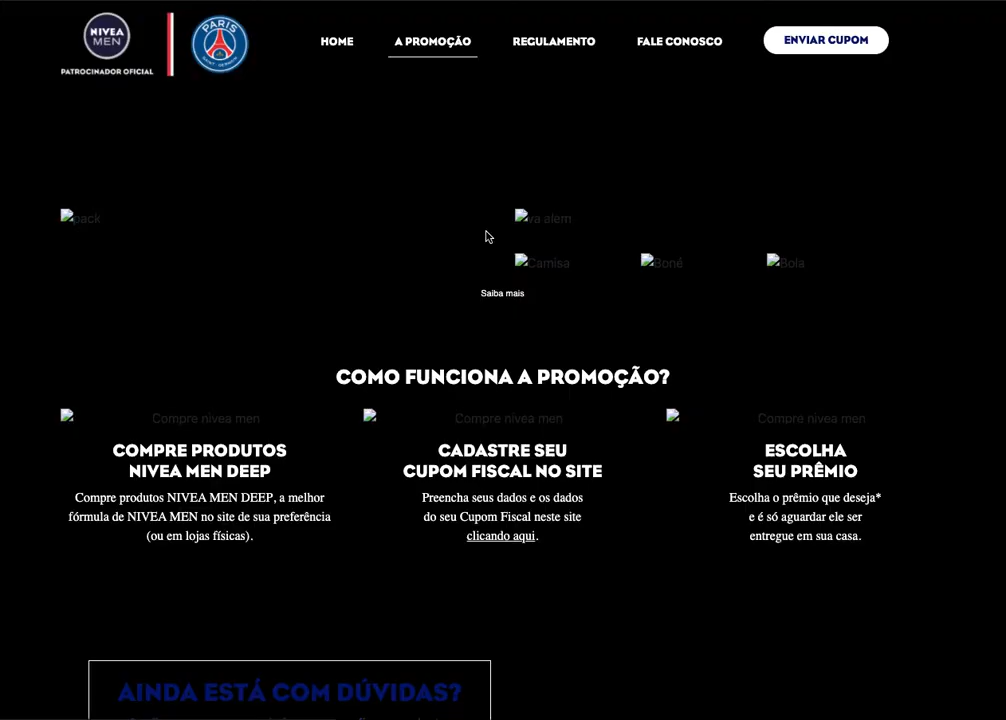 NIVEA
MEN
PATROCINADOR OFICIAL
PARIS
SAINT-GERMAIN
HOME
A PROMOÇÃO
REGULAMENTO
FALE CONOSCO
ENVIAR CUPOM
pack
va alem
Camisa
Boné
Bola
Saiba mais
COMO FUNCIONA A PROMOÇÃO?
Compre nivea men
COMPRE PRODUTOS
NIVEA MEN DEEP
Compre produtos NIVEA MEN DEEP, a melhor
fórmula de NIVEA MEN no site de sua preferência
(ou em lojas físicas).
Compre nivea men
CADASTRE SEU
CUPOM FISCAL NO SITE
Preencha seus dados e os dados
do seu Cupom Fiscal neste site
clicando aqui.
Compre nivea men
ESCOLHA
SEU PRÊMIO
Escolha o prêmio que deseja*
e é só aguardar ele ser
entregue em sua casa.
AINDA ESTÁ COM DÚVIDAS?